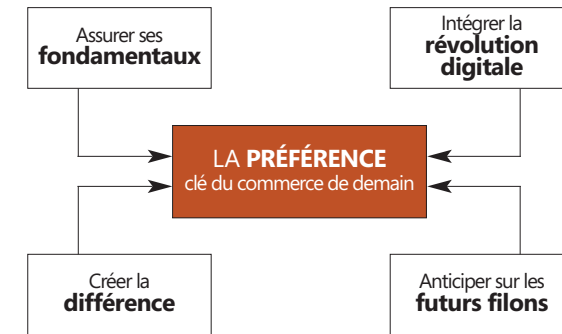 Assurer ses
fondamentaux
Intégrer la
révolution
digitale
LA PRÉFÉRENCE
clé du commerce de demain
Créer la
différence
Anticiper sur les
futurs filons